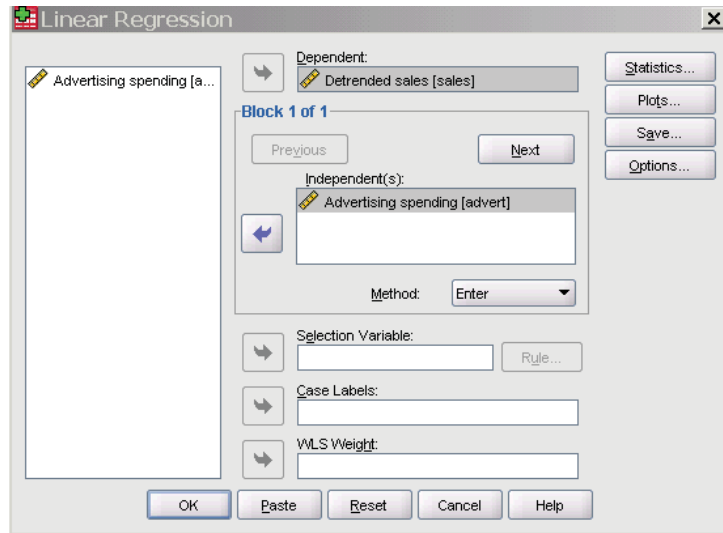 Linear Regression
Advertising spending [a...
Dependent:
Detrended sales [sales]
Block 1 of 1
Previous
Next
Independent(s):
Advertising spending [advert]
Method:
Enter
Selection Variable:
Rule...
Case Labels:
WLS Weight:
Statistics...
Plots...
Save...
Options...
OK
Paste
Reset
Cancel
Help